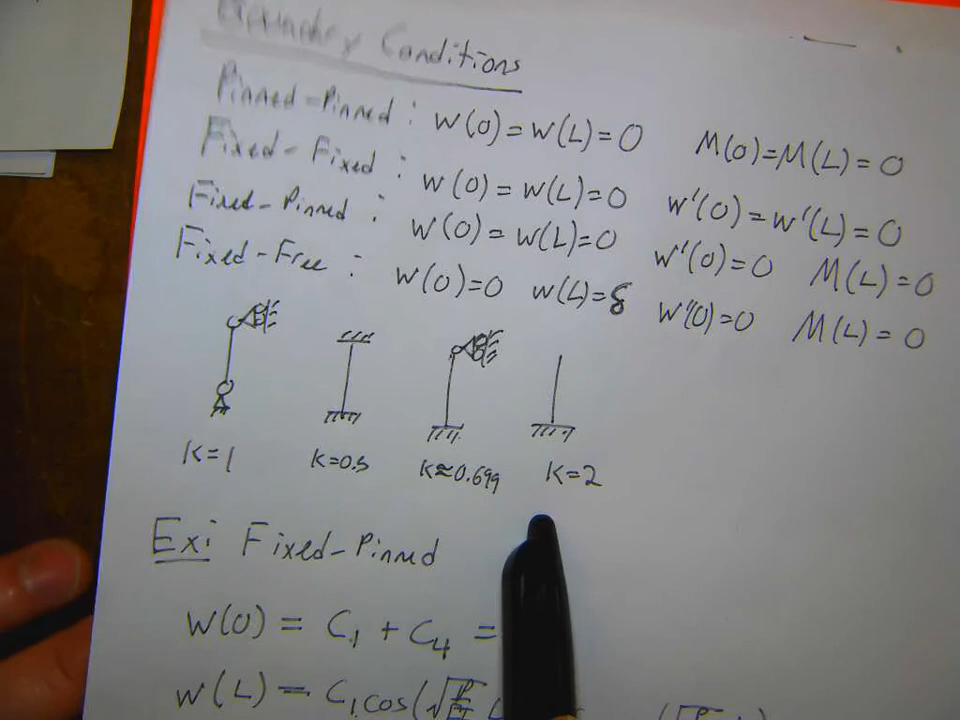 Boundary Conditions
Pinned-Pinned: w(0) = w(L) = 0 M(0) = M(L) = 0
Fixed-Fixed: w(0) = w(L) = 0 w'(0) = w'(L) = 0
Fixed-Pinned: w(0) = w(L) = 0 w'(0) = 0 M(L) = 0
Fixed-Free: w(0) = 0 w(L) = δ w'(0) = 0 M(L) = 0
K=1 K=0.5 K≈0.699 K=2
Ex: Fixed-Pinned
w(0) = C₁ + C₄ =
w(L) = C₁cos(√P/EI L